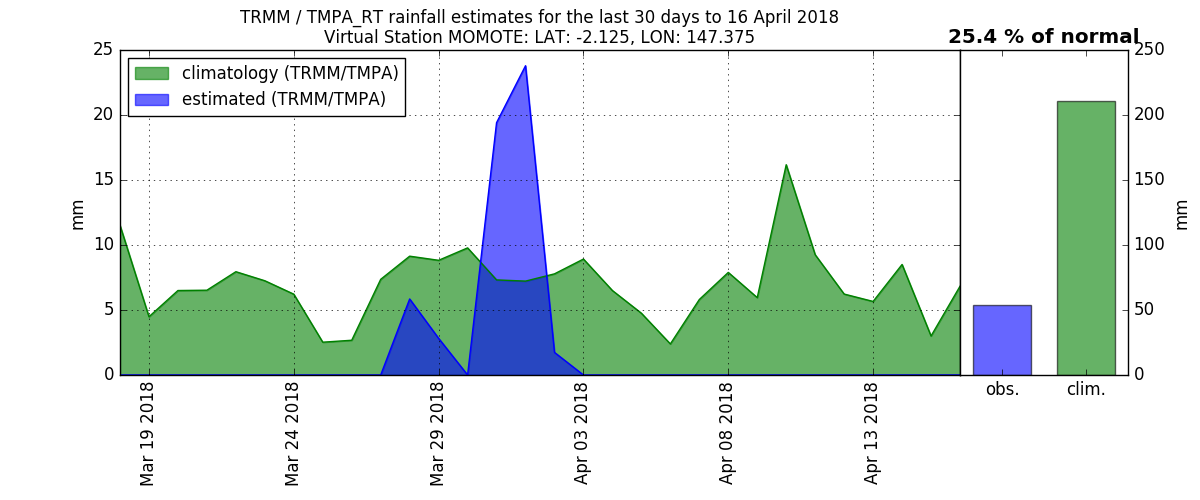 TRMM / TMPA_RT rainfall estimates for the last 30 days to 16 April 2018
Virtual Station MOMOTE: LAT: -2.125, LON: 147.375
25.4 % of normal
climatology (TRMM/TMPA)
estimated (TRMM/TMPA)
25
20
15
10
5
0
mm
Mar 19 2018
Mar 24 2018
Mar 29 2018
Apr 03 2018
Apr 08 2018
Apr 13 2018
250
200
150
100
50
0
mm
obs.
clim.